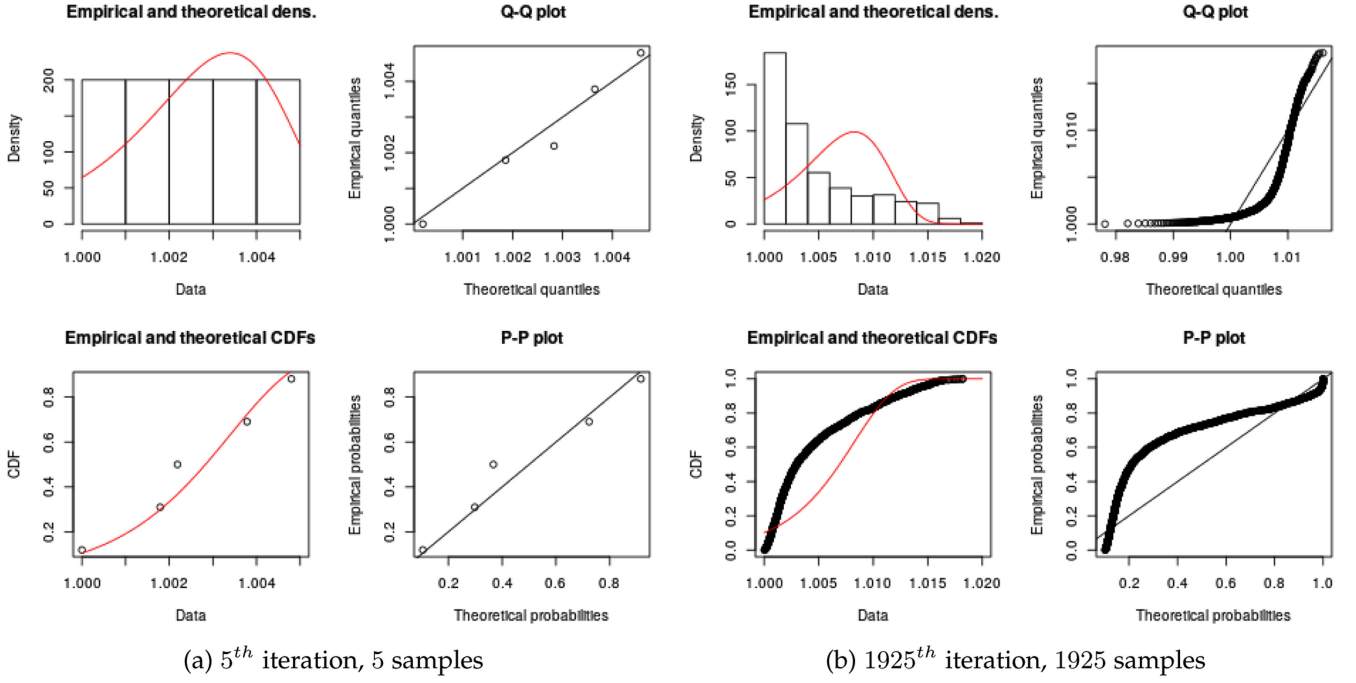 Empirical and theoretical dens.
Density
0 50 100 200
1.000 1.002 1.004
Data
Q-Q plot
Empirical quantiles
1.000 1.002 1.004
1.001 1.002 1.003 1.004
Theoretical quantiles
Empirical and theoretical CDFs
CDF
0.2 0.4 0.6 0.8
1.000 1.002 1.004
Data
P-P plot
Empirical probabilities
0.2 0.4 0.6 0.8
0.2 0.4 0.6 0.8
Theoretical probabilities
(a) 5th iteration, 5 samples
Empirical and theoretical dens.
Density
0 50 100 150
1.000 1.005 1.010 1.015 1.020
Data
Q-Q plot
Empirical quantiles
1.000 1.010
0.98 0.99 1.00 1.01
Theoretical quantiles
Empirical and theoretical CDFs
CDF
0.0 0.2 0.4 0.6 0.8 1.0
1.000 1.005 1.010 1.015 1.020
Data
P-P plot
Empirical probabilities
0.0 0.2 0.4 0.6 0.8 1.0
0.2 0.4 0.6 0.8 1.0
Theoretical probabilities
(b) 1925th iteration, 1925 samples